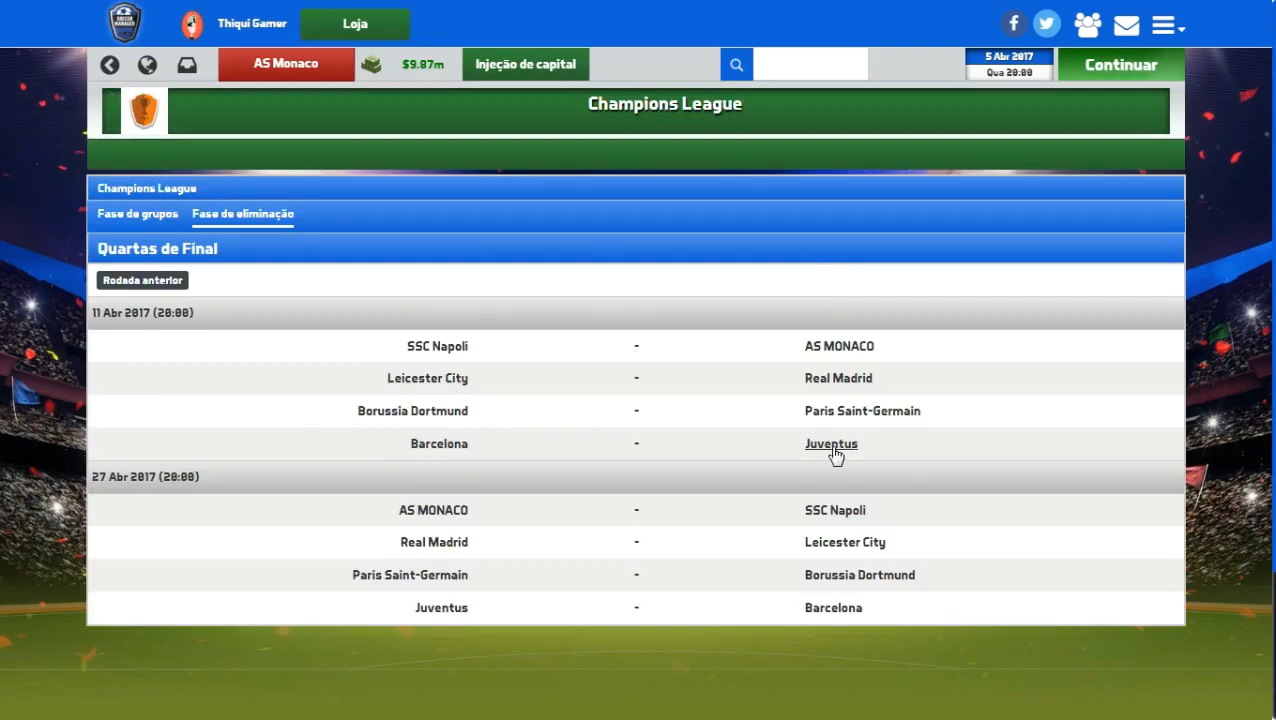 SOCCER MANAGER
Thiqui Gamer
Loja
AS Monaco
$9.87m
Injeção de capital
5 Abr 2017
Qua 20:00
Continuar
Champions League
Champions League
Fase de grupos Fase de eliminação
Quartas de Final
Rodada anterior
11 Abr 2017 (20:00)
SSC Napoli - AS MONACO
Leicester City - Real Madrid
Borussia Dortmund - Paris Saint-Germain
Barcelona - Juventus
27 Abr 2017 (20:00)
AS MONACO - SSC Napoli
Real Madrid - Leicester City
Paris Saint-Germain - Borussia Dortmund
Juventus - Barcelona